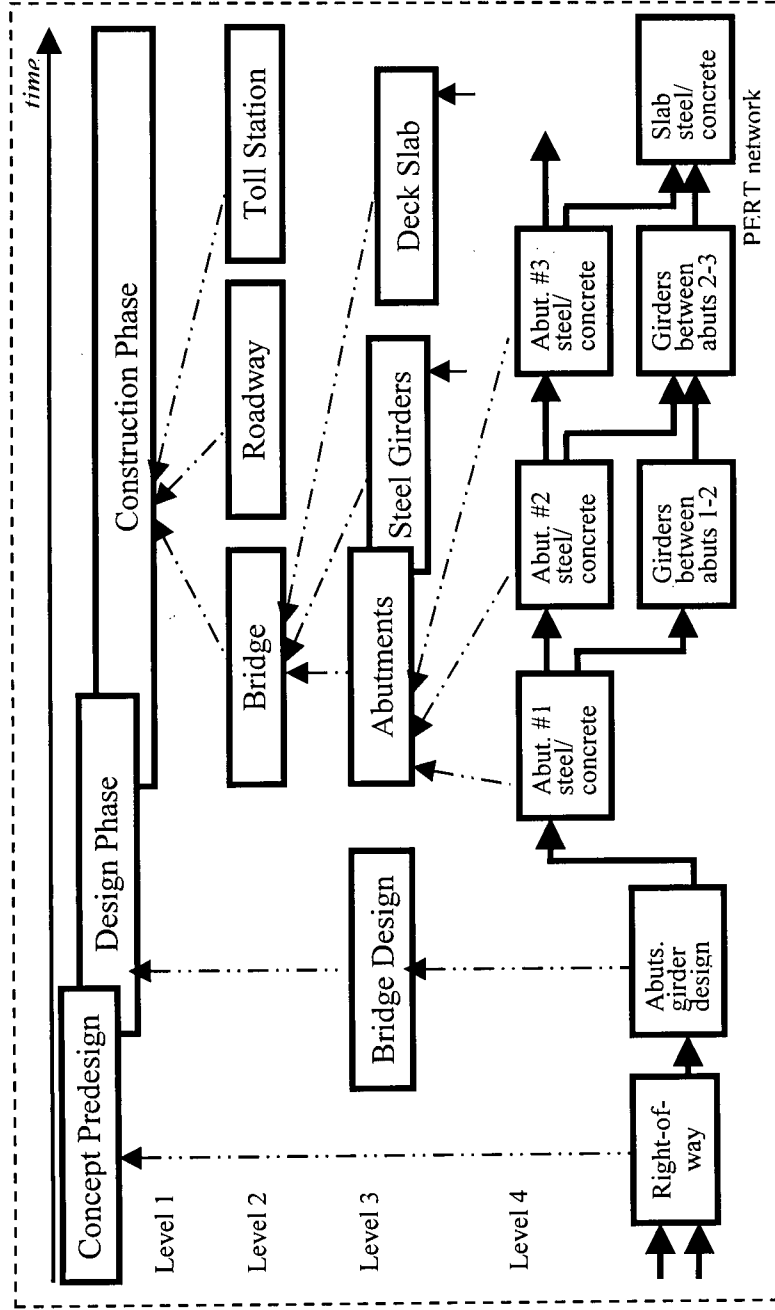 time
Concept Predesign
Design Phase
Construction Phase
Level 1
Level 2
Bridge
Roadway
Toll Station
Level 3
Bridge Design
Abutments
Steel Girders
Deck Slab
Level 4
Abut. #1
steel/
concrete
Abut. #2
steel/
concrete
Abut. #3
steel/
concrete
Right-of-
way
Abuts.
girder
design
Girders
between
abuts 1-2
Girders
between
abuts 2-3
Slab
steel/
concrete
PERT network